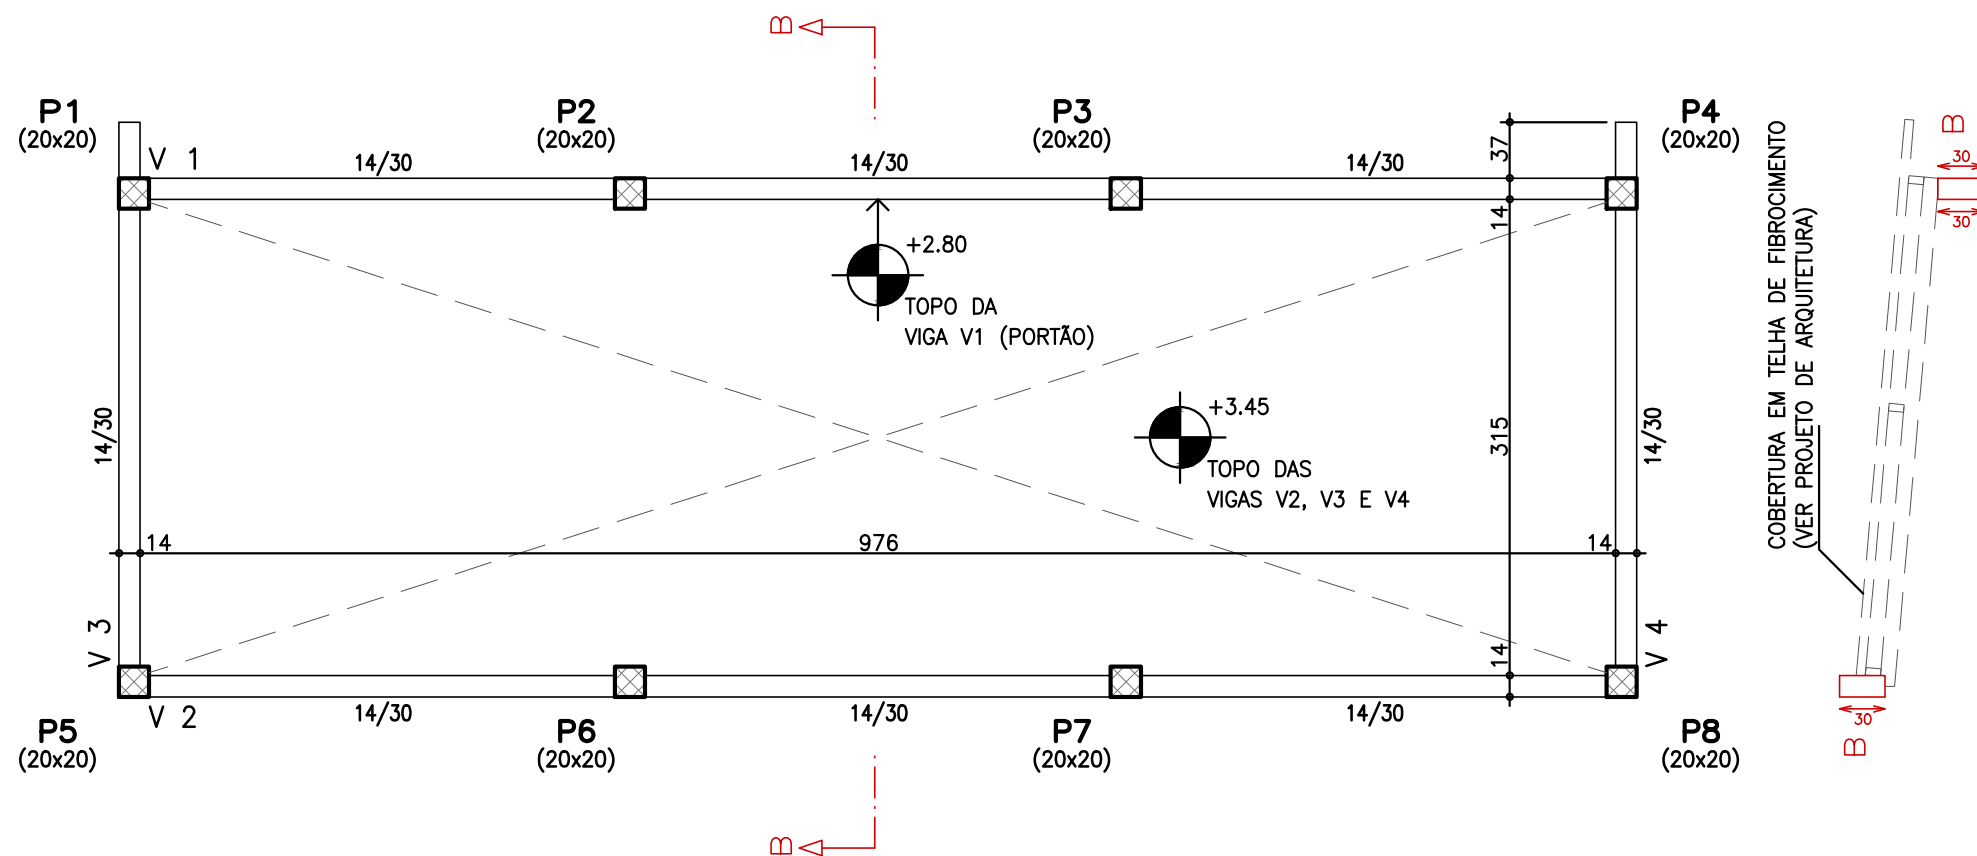 B
P1
(20x20)
P2
(20x20)
P3
(20x20)
P4
(20x20)
V 1
14/30
14/30
14/30
37
14
+2.80
TOPO DA
VIGA V1 (PORTÃO)
+3.45
TOPO DAS
VIGAS V2, V3 E V4
14/30
315
14/30
14
976
14
V 3
14
V 4
V 2
14/30
14/30
14/30
P5
(20x20)
P6
(20x20)
P7
(20x20)
P8
(20x20)
B
COBERTURA EM TELHA DE FIBROCIMENTO
(VER PROJETO DE ARQUITETURA)
B
30
30
30
B